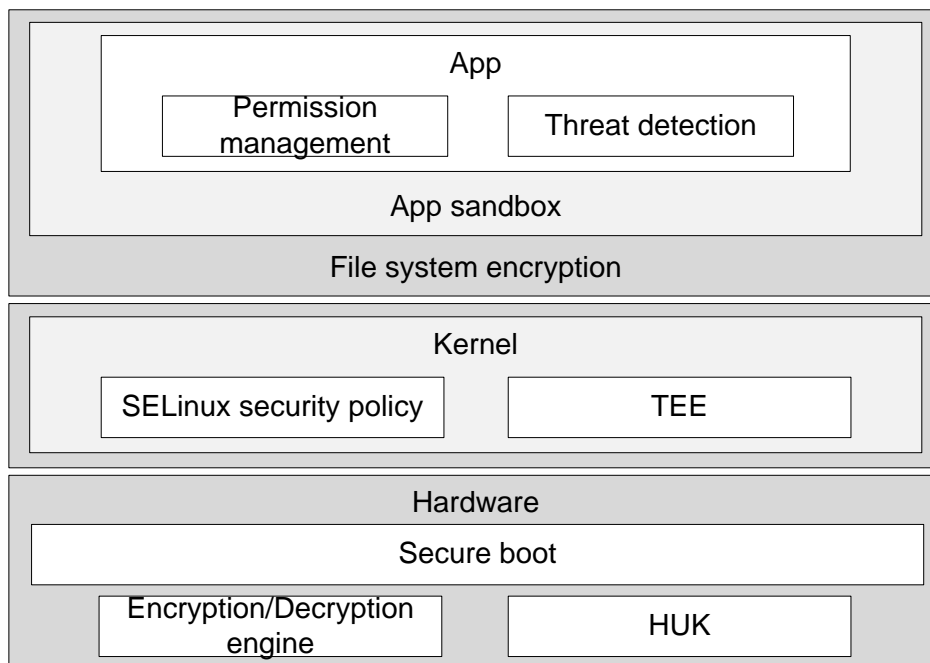 App
Permission
management
Threat detection
App sandbox
File system encryption
Kernel
SELinux security policy
TEE
Hardware
Secure boot
Encryption/Decryption
engine
HUK